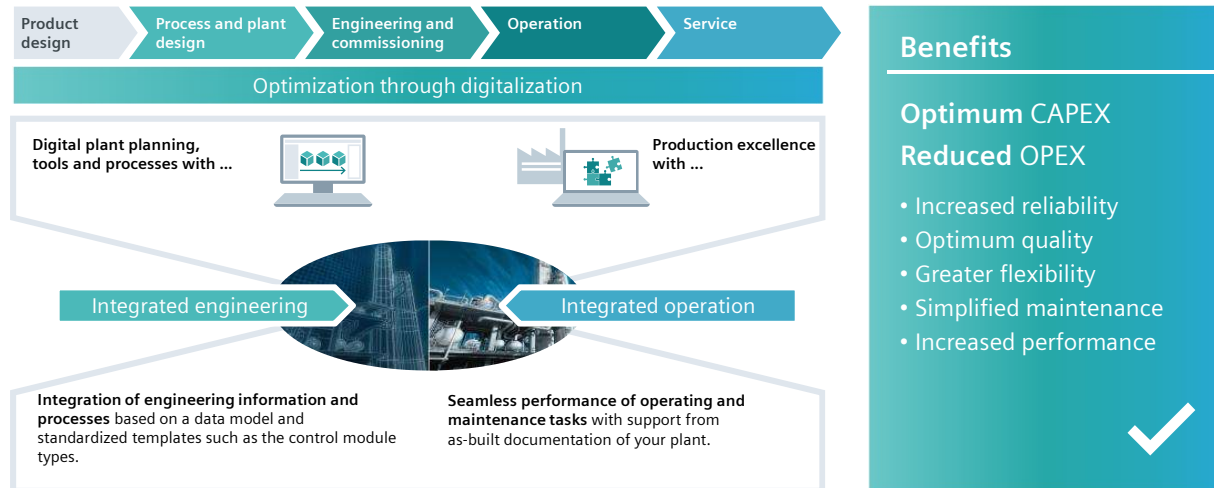 Product
design
Process and plant
design
Engineering and
commissioning
Operation
Service
Optimization through digitalization
Digital plant planning,
tools and processes with ...
Production excellence
with ...
Integrated engineering
Integrated operation
Integration of engineering information and
processes based on a data model and
standardized templates such as the control module
types.
Seamless performance of operating and
maintenance tasks with support from
as-built documentation of your plant.
Benefits
Optimum CAPEX
Reduced OPEX
• Increased reliability
• Optimum quality
• Greater flexibility
• Simplified maintenance
• Increased performance